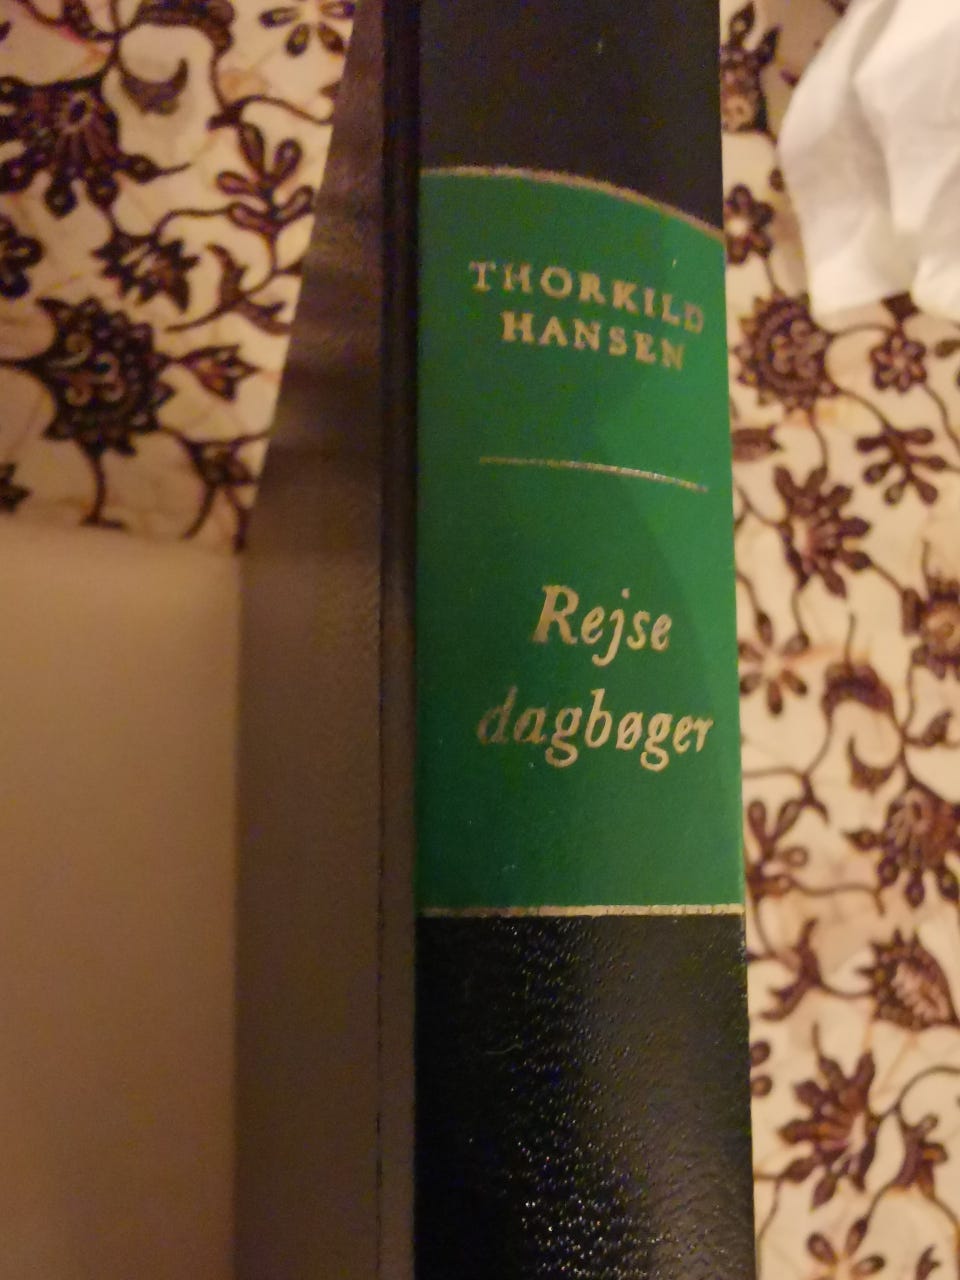 THORKILD
HANSEN
Rejse
dagbøger